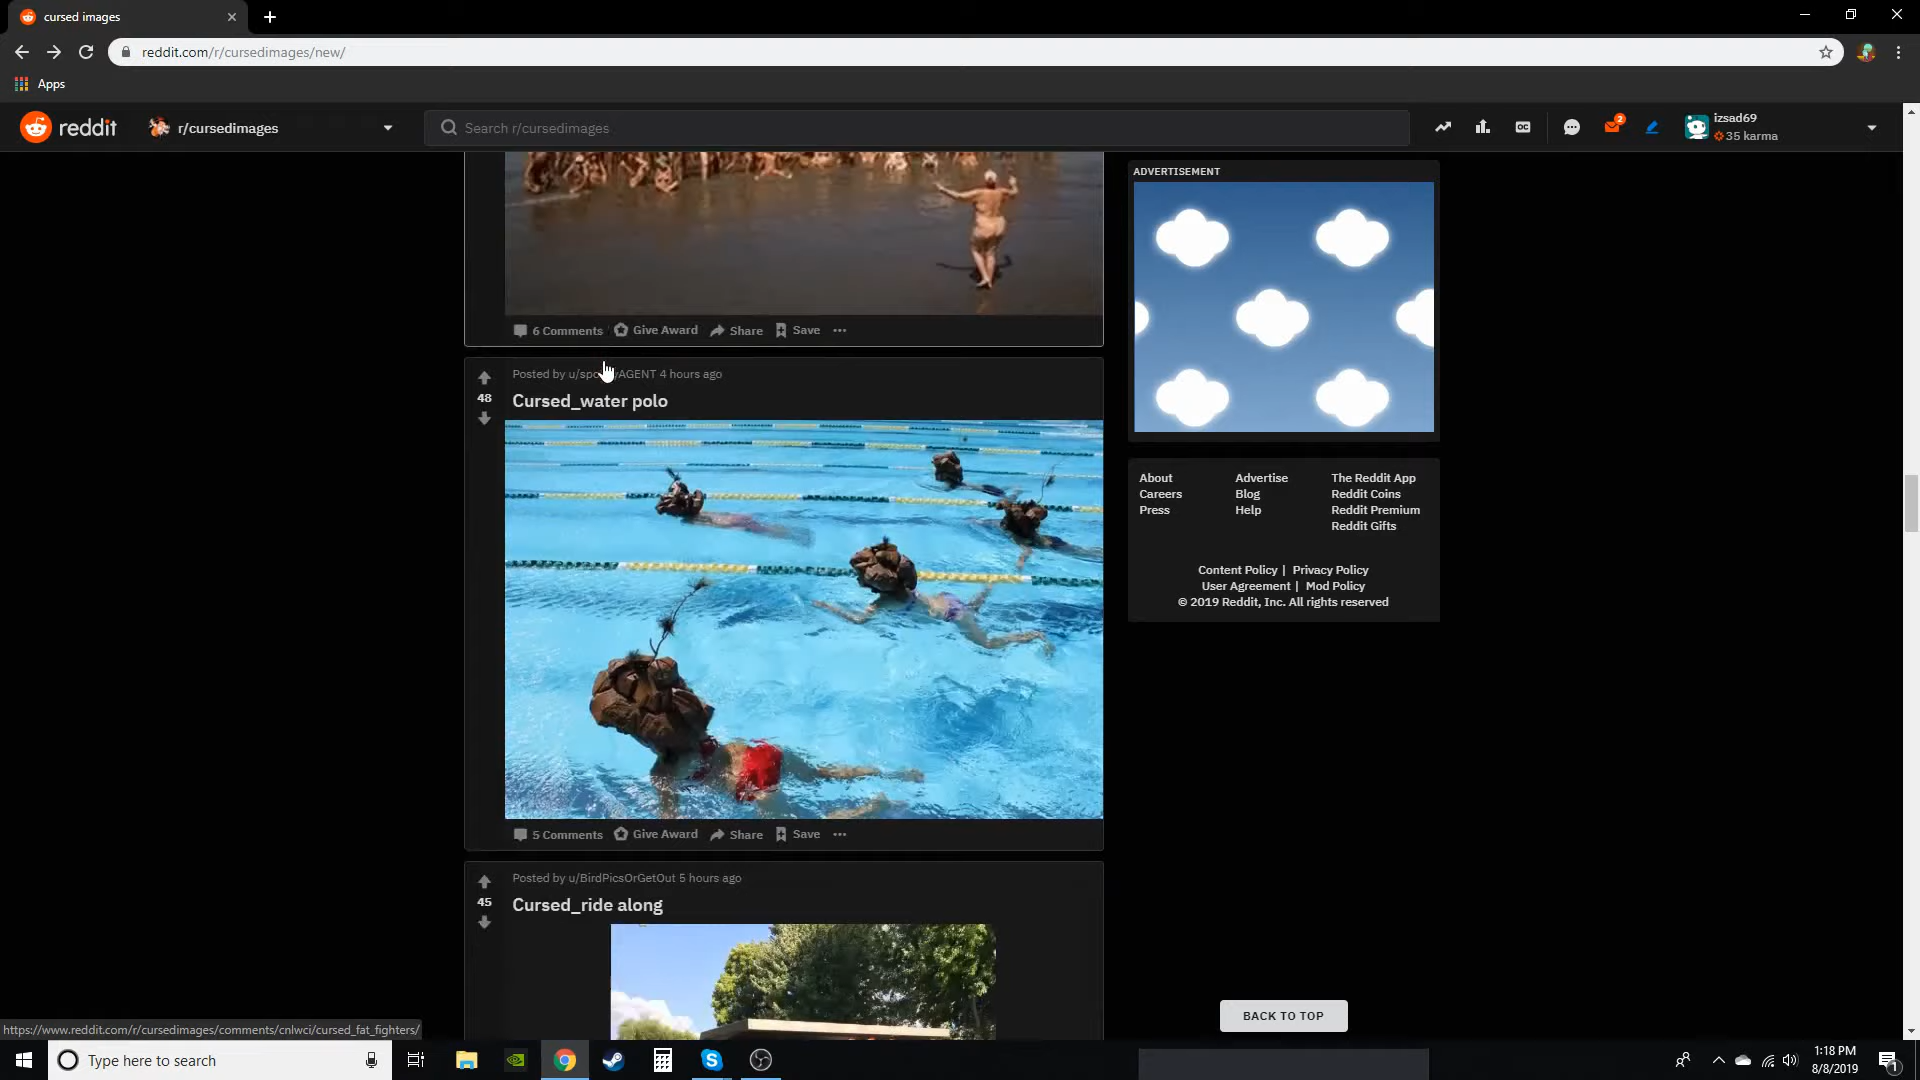 cursed images
reddit.com/r/cursedimages/new/
Apps
reddit r/cursedimages Search r/cursedimages 2 izsad69
35 karma
6 Comments Give Award Share Save
Posted by AGENT 4 hours ago
48
Cursed_water polo
5 Comments Give Award Share Save
Posted by u/BirdPicsOrGetOut 5 hours ago
45
Cursed_ride along
ADVERTISEMENT
About Advertise The Reddit App
Careers Blog Reddit Coins
Press Help Reddit Premium
Reddit Gifts
Content Policy | Privacy Policy
User Agreement | Mod Policy
© 2019 Reddit, Inc. All rights reserved
BACK TO TOP
https://www.reddit.com/r/cursedimages/comments/cnlwci/cursed_fat_fighters/
Type here to search
1:18 PM
8/8/2019
1